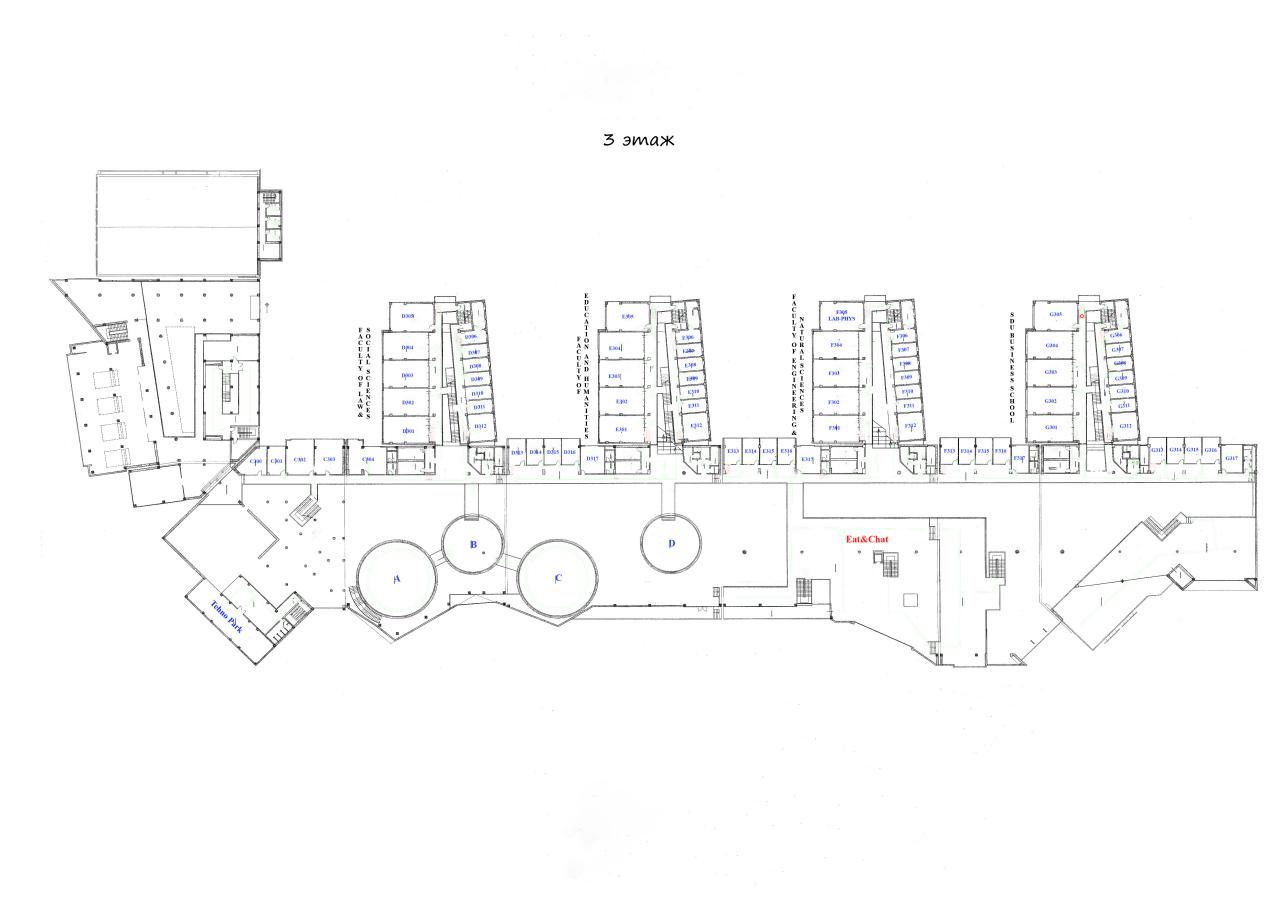 3 этаж
FACULTY OF LAW &
SOCIAL SCIENCES
D305
D304
D303
D302
D301
D306
D307
D308
D309
D310
D311
D312
EDUCATION AND HUMANITIES
FACULTY OF
E305
E304
E303
E302
E301
E306
E308
E309
E310
E311
E312
FACULTY OF ENGINEERING &
NATURAL SCIENCES
F305
LAB-PHYS
F304
F303
F302
F301
F306
F307
F308
F309
F310
F311
F312
SDU BUSINESS SCHOOL
G305
G304
G303
G302
G301
G306
G307
G308
G309
G310
G311
G312
C300 C301 C302 C303 C304
D313 D314 D315 D316 D317
E313 E314 E315 E316 E317
F313 F314 F315 F316 F317
G313 G314 G315 G316 G317
A
B
C
D
Eat&Chat
Tehno Park